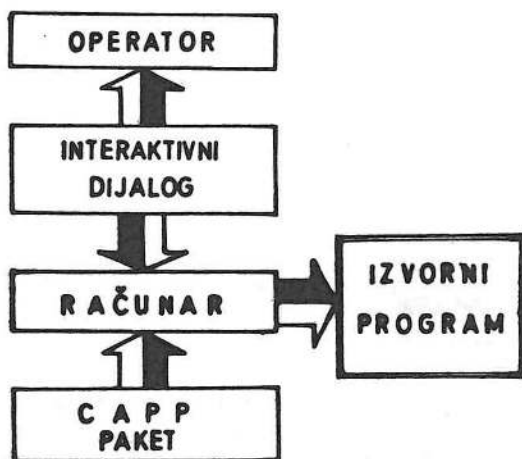 OPERATOR
INTERAKTIVNI
DIJALOG
RAČUNAR
IZVORNI
PROGRAM
CAPP
PAKET